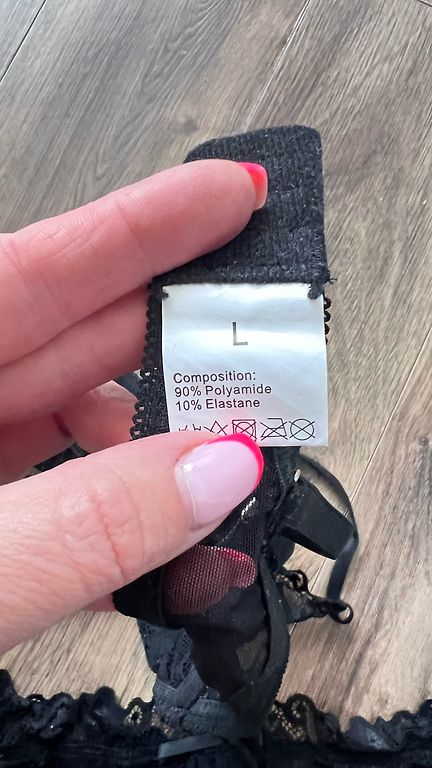 L
Composition:
90% Polyamide
10% Elastane